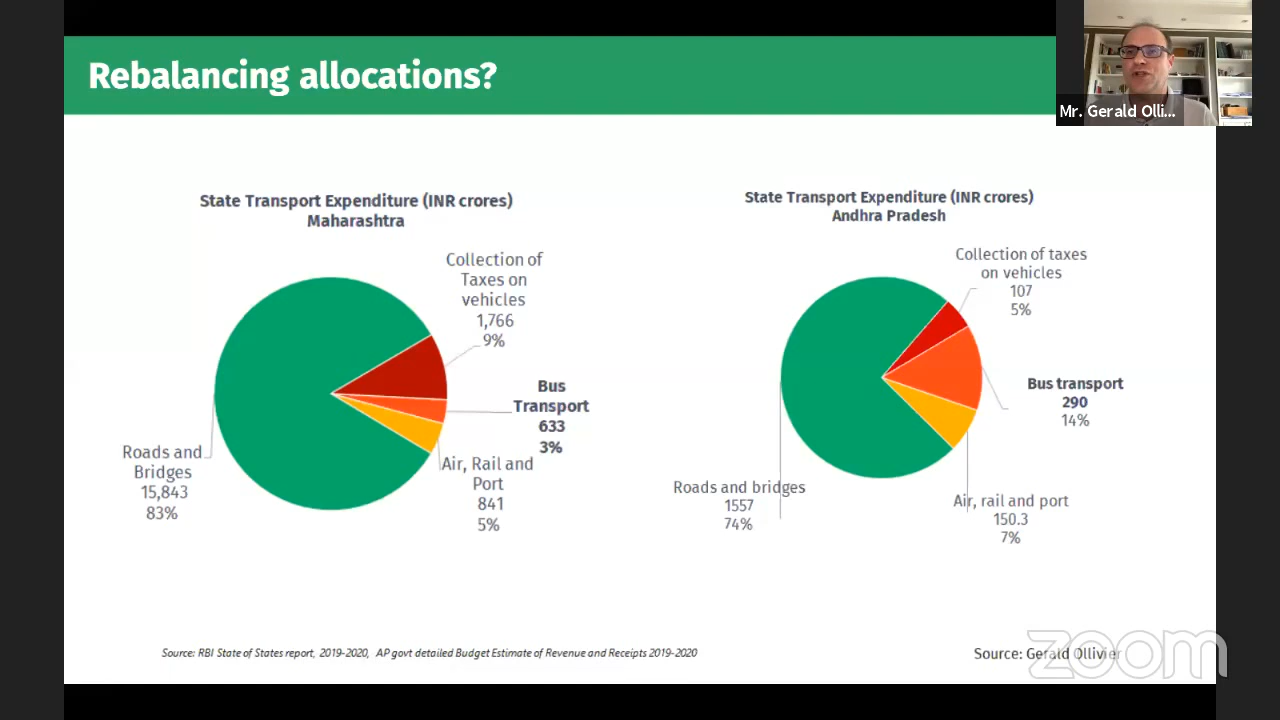 Rebalancing allocations?
Mr. Gerald Olli...
State Transport Expenditure (INR crores)
Maharashtra
Collection of
Taxes on
vehicles
1,766
9%
Bus
Transport
633
3%
Air, Rail and
Port
841
5%
Roads and
Bridges
15,843
83%
State Transport Expenditure (INR crores)
Andhra Pradesh
Collection of taxes
on vehicles
107
5%
Bus transport
290
14%
Air, rail and port
150.3
7%
Roads and bridges
1557
74%
Source: RBI State of States report, 2019-2020, AP govt detailed Budget Estimate of Revenue and Receipts 2019-2020
Source: Gerald Ollivier
zoom